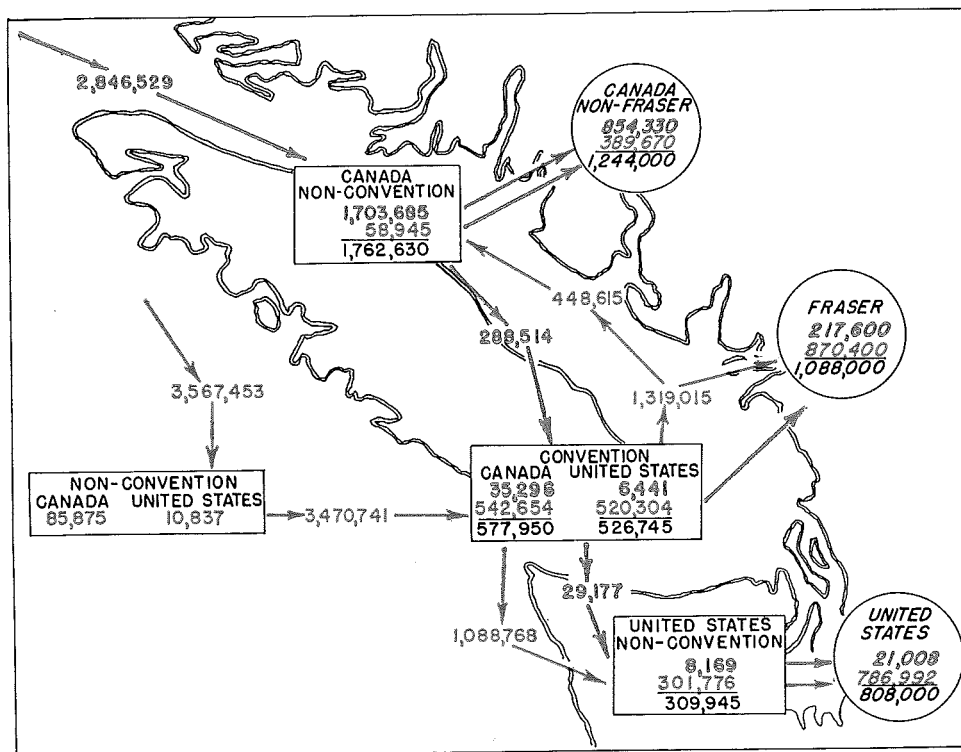 2,846,529
CANADA
NON-FRASER
854,330
389,670
1,244,000
CANADA
NON-CONVENTION
1,703,685
58,945
1,762,630
448,615
288,514
FRASER
217,600
870,400
1,088,000
3,567,453
1,319,015
NON-CONVENTION
CANADA UNITED STATES
85,875 10,837
3,470,741
CONVENTION
CANADA UNITED STATES
35,296 6,441
542,654 520,304
577,950 526,745
29,177
1,088,768
UNITED STATES
NON-CONVENTION
8,169
301,776
309,945
UNITED
STATES
21,008
786,992
808,000